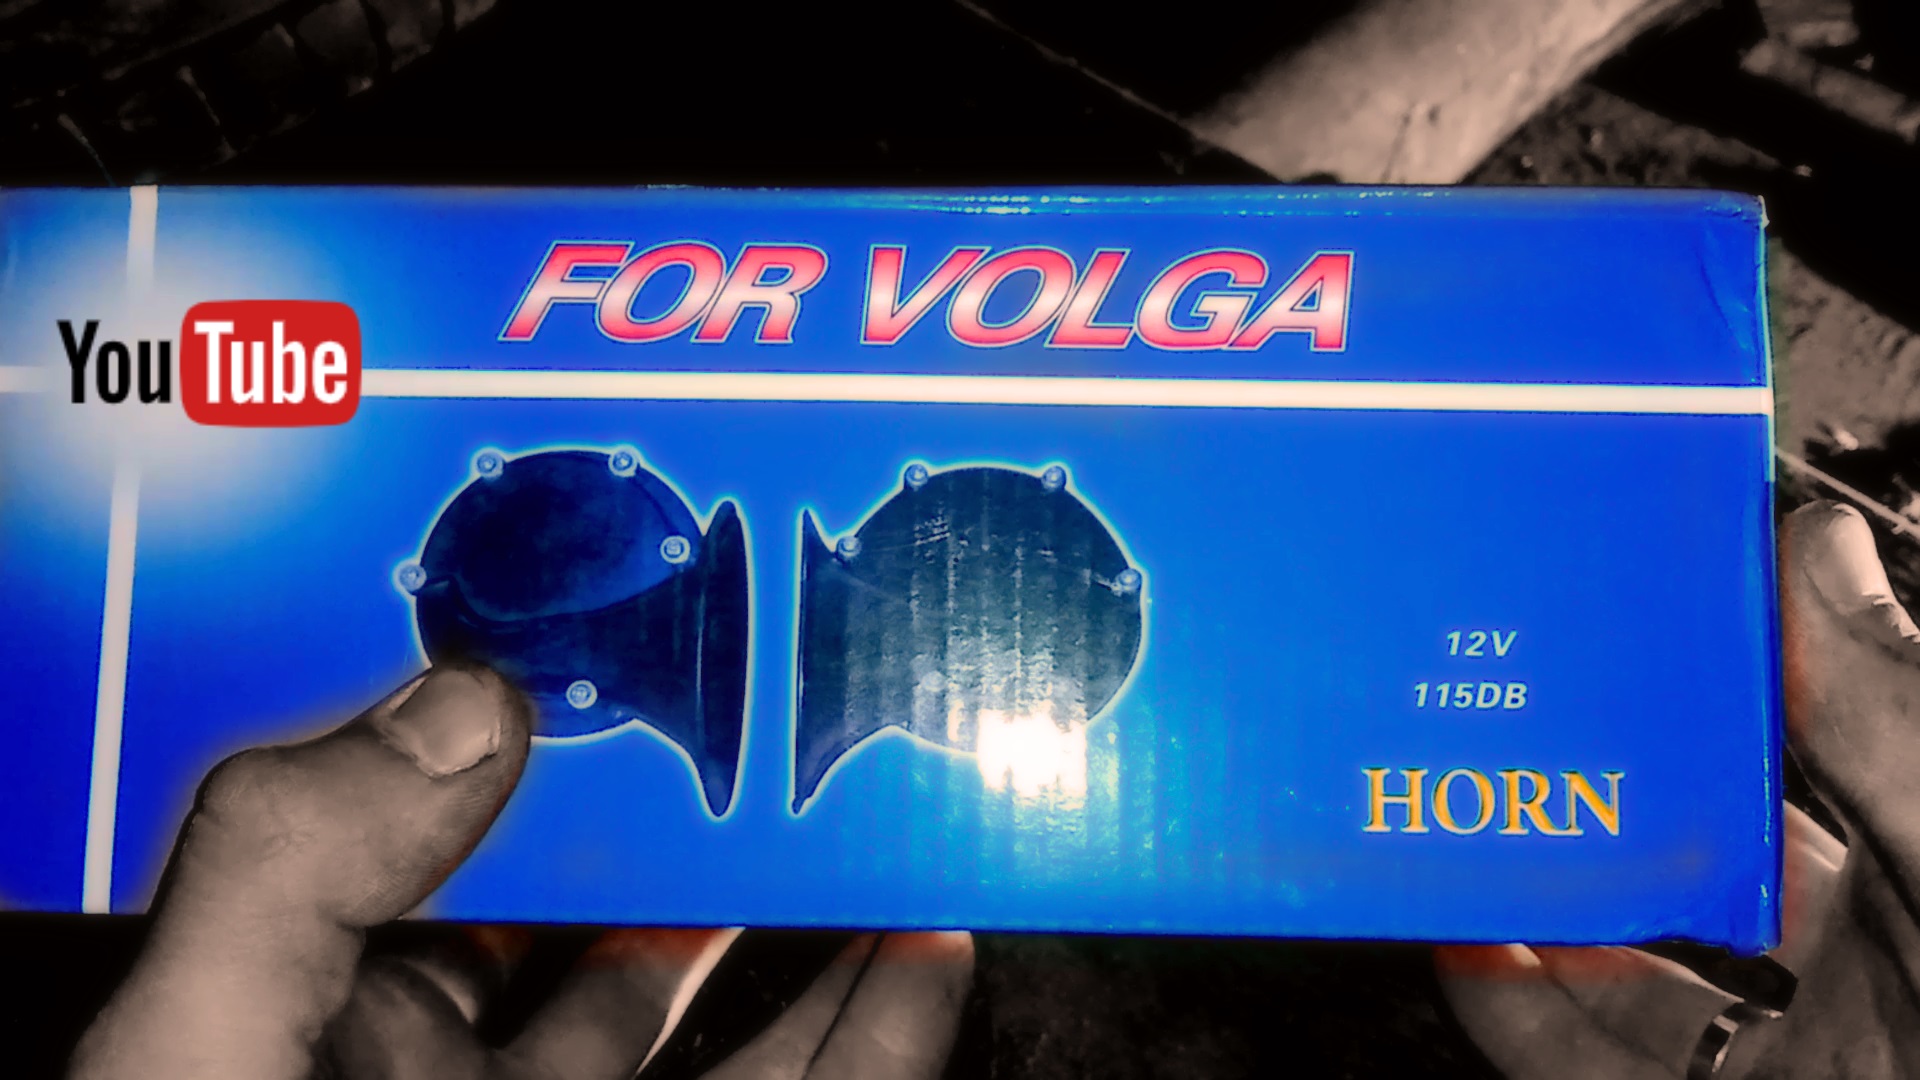 FOR VOLGA
YouTube
12V
115DB
HORN